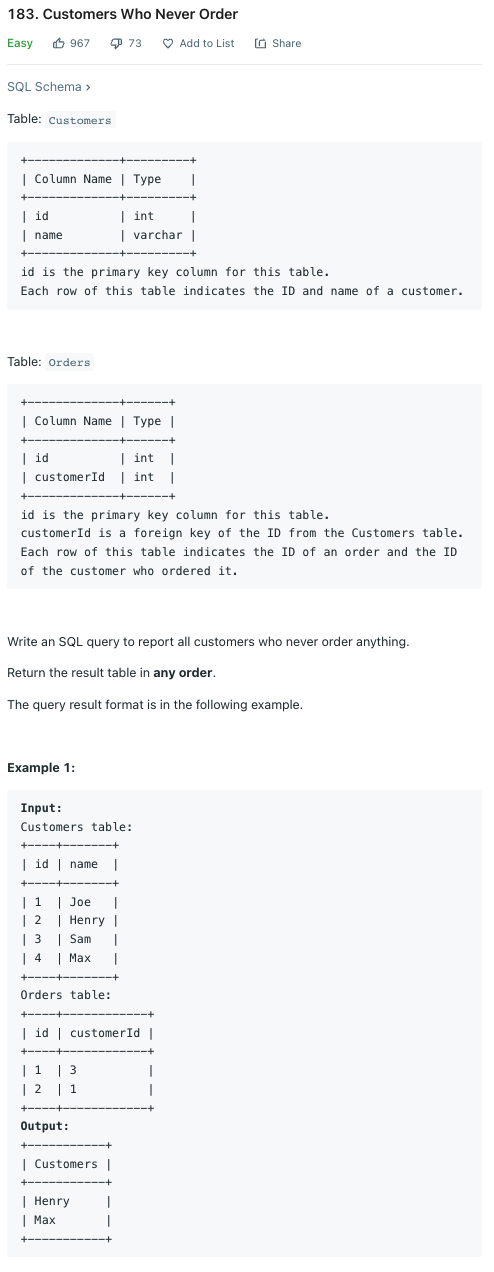 183. Customers Who Never Order
Easy 967 73 Add to List Share
SQL Schema ›
Table: Customers
+-------------+---------+
| Column Name | Type    |
+-------------+---------+
| id          | int     |
| name        | varchar |
+-------------+---------+
id is the primary key column for this table.
Each row of this table indicates the ID and name of a customer.
Table: Orders
+-------------+------+
| Column Name | Type |
+-------------+------+
| id          | int  |
| customerId  | int  |
+-------------+------+
id is the primary key column for this table.
customerId is a foreign key of the ID from the Customers table.
Each row of this table indicates the ID of an order and the ID
of the customer who ordered it.
Write an SQL query to report all customers who never order anything.
Return the result table in any order.
The query result format is in the following example.
Example 1:
Input:
Customers table:
+----+-------+
| id | name  |
+----+-------+
| 1  | Joe   |
| 2  | Henry |
| 3  | Sam   |
| 4  | Max   |
+----+-------+
Orders table:
+----+------------+
| id | customerId |
+----+------------+
| 1  | 3          |
| 2  | 1          |
+----+------------+
Output:
+-----------+
| Customers |
+-----------+
| Henry     |
| Max       |
+-----------+